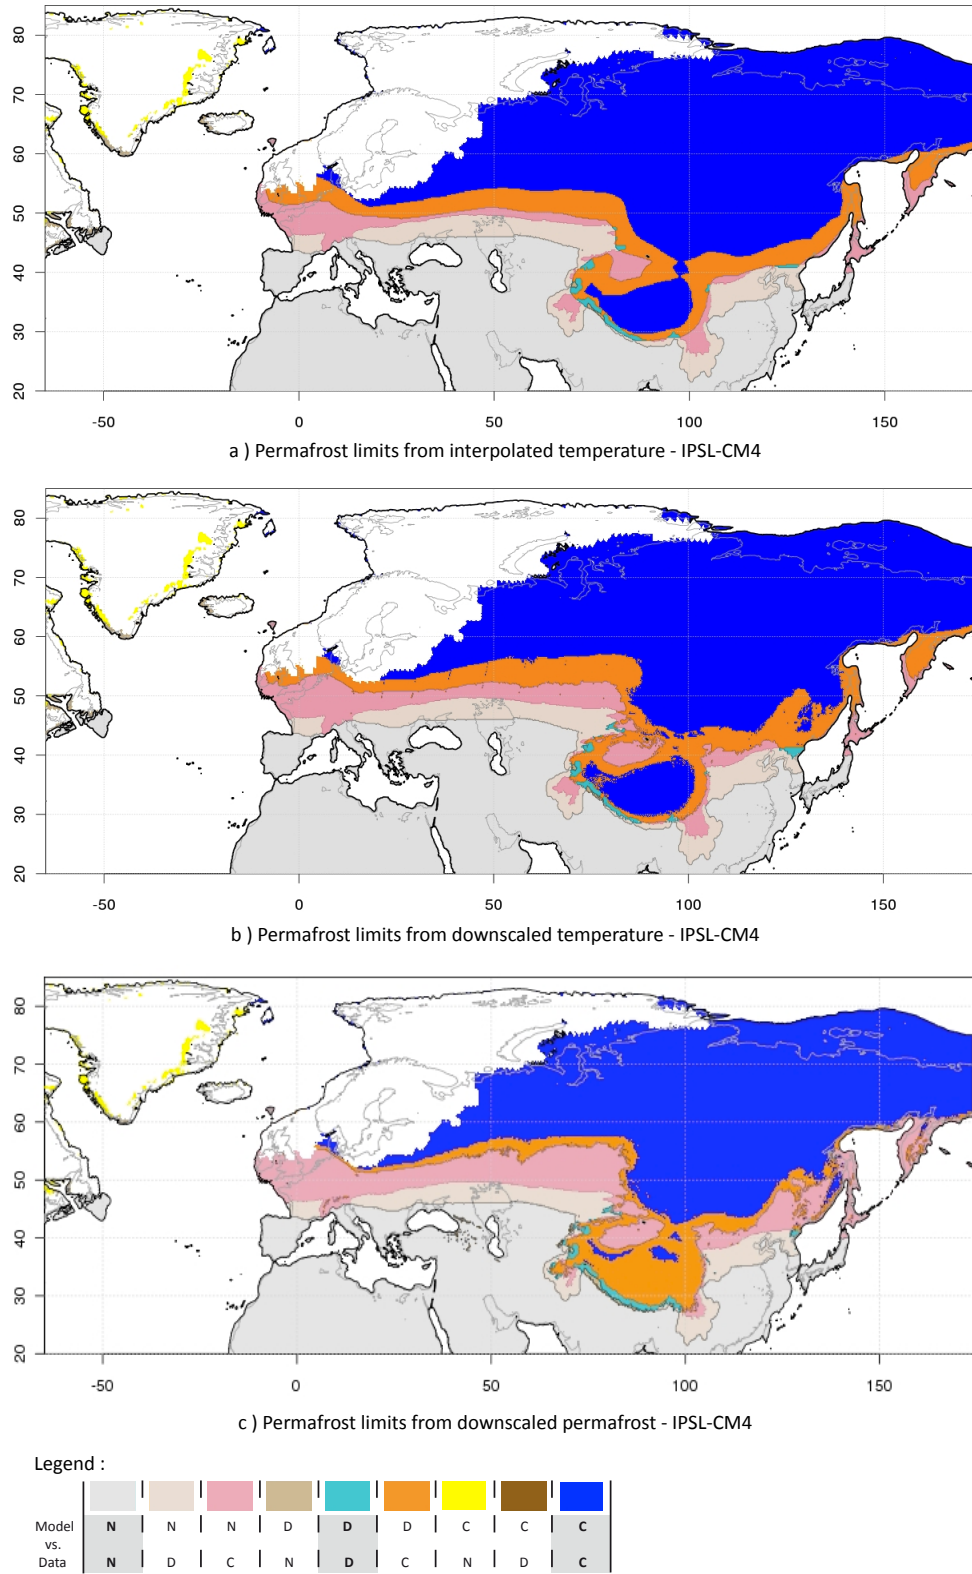 80
70
60
50
40
30
20
-50 0 50 100 150
a ) Permafrost limits from interpolated temperature - IPSL-CM4
80
70
60
50
40
30
20
-50 0 50 100 150
b ) Permafrost limits from downscaled temperature - IPSL-CM4
80
70
60
50
40
30
20
-50 0 50 100 150
c ) Permafrost limits from downscaled permafrost - IPSL-CM4
Legend :
Model N N N D D D C C C
vs.
Data N D C N D C N D C